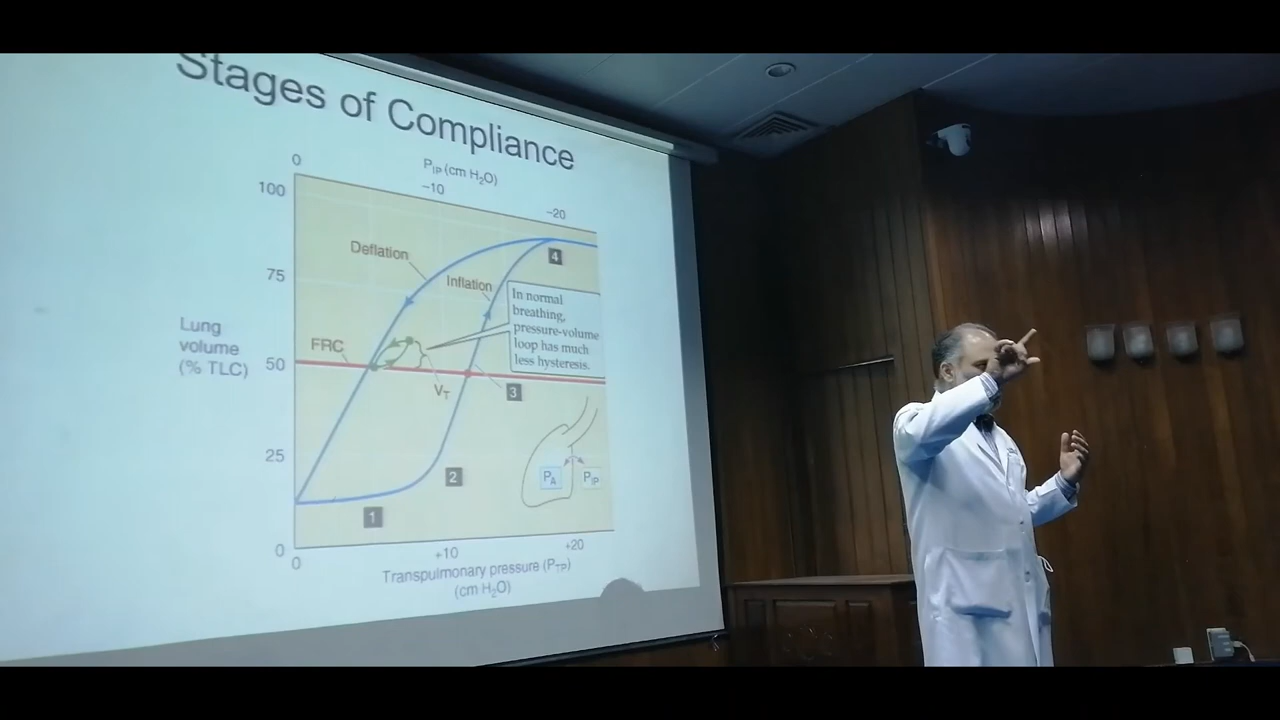 Stages of Compliance
0
P_IP (cm H₂O)
−10
−20
100
75
50
25
0
Lung
volume
(% TLC)
Deflation
Inflation
In normal
breathing,
pressure-volume
loop has much
less hysteresis.
FRC
V_T
4
3
2
1
P_A
P_IP
0
+10
+20
Transpulmonary pressure (P_TP)
(cm H₂O)